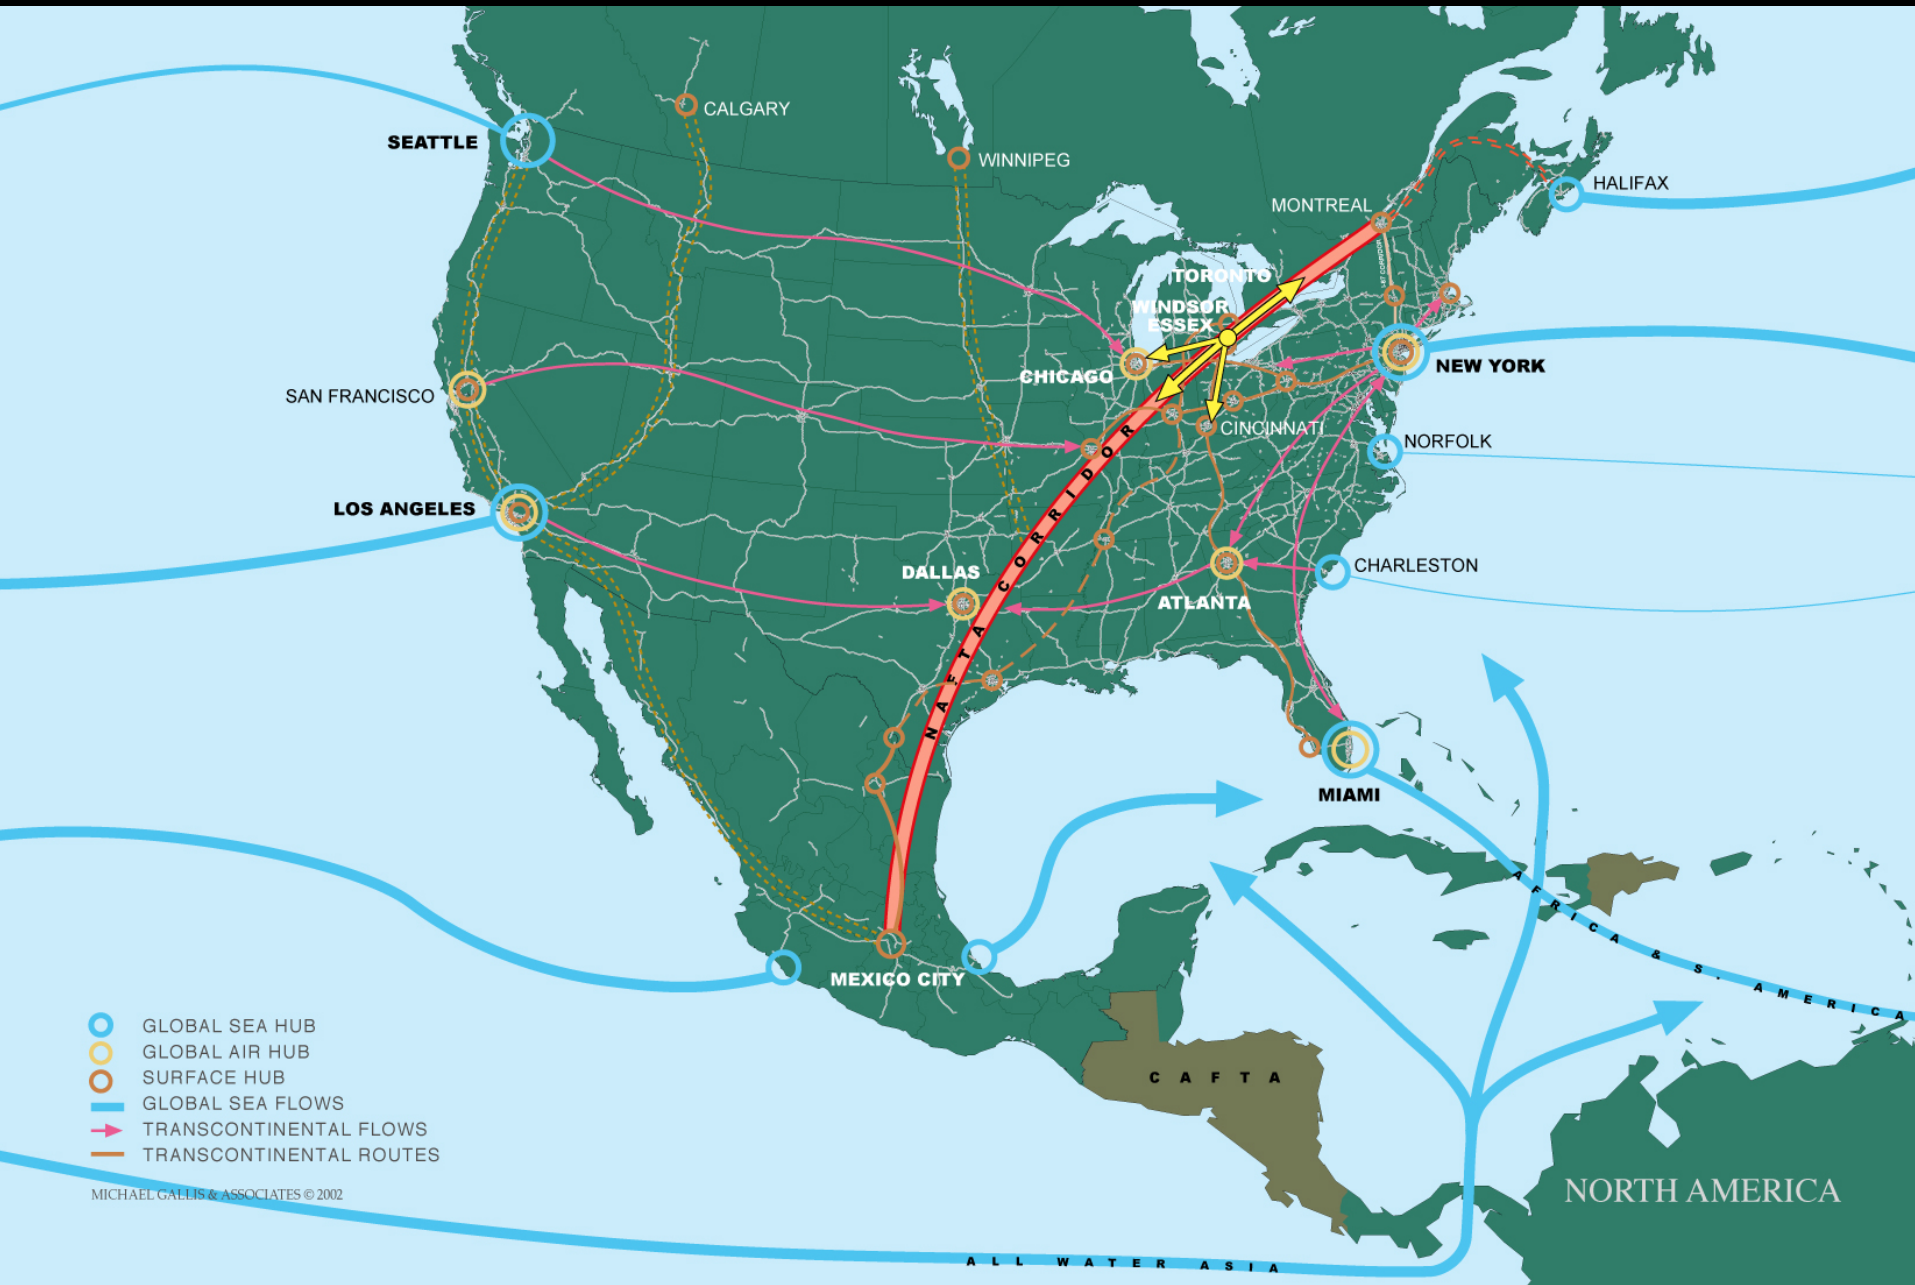 CALGARY
SEATTLE
WINNIPEG
HALIFAX
MONTREAL
TORONTO
WINDSOR
ESSEX
NEW YORK
CHICAGO
SAN FRANCISCO
CINCINNATI
NORFOLK
LOS ANGELES
NAFTA CORRIDOR
DALLAS
CHARLESTON
ATLANTA
MIAMI
AFRICA & S. AMERICA
MEXICO CITY
GLOBAL SEA HUB
GLOBAL AIR HUB
SURFACE HUB
GLOBAL SEA FLOWS
TRANSCONTINENTAL FLOWS
TRANSCONTINENTAL ROUTES
MICHAEL GALLIS & ASSOCIATES © 2002
CAFTA
NORTH AMERICA
ALL WATER ASIA